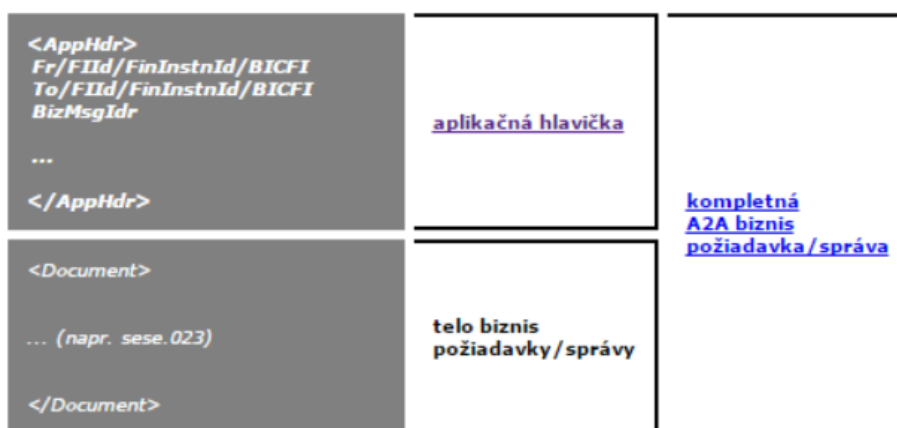 <AppHdr>
Fr/FIId/FinInstnId/BICFI
To/FIId/FinInstnId/BICFI
BizMsgIdr
...
</AppHdr>
aplikačná hlavička
<Document>
... (napr. sese.023)
</Document>
telo biznis
požiadavky/správy
kompletná
A2A biznis
požiadavka/správa